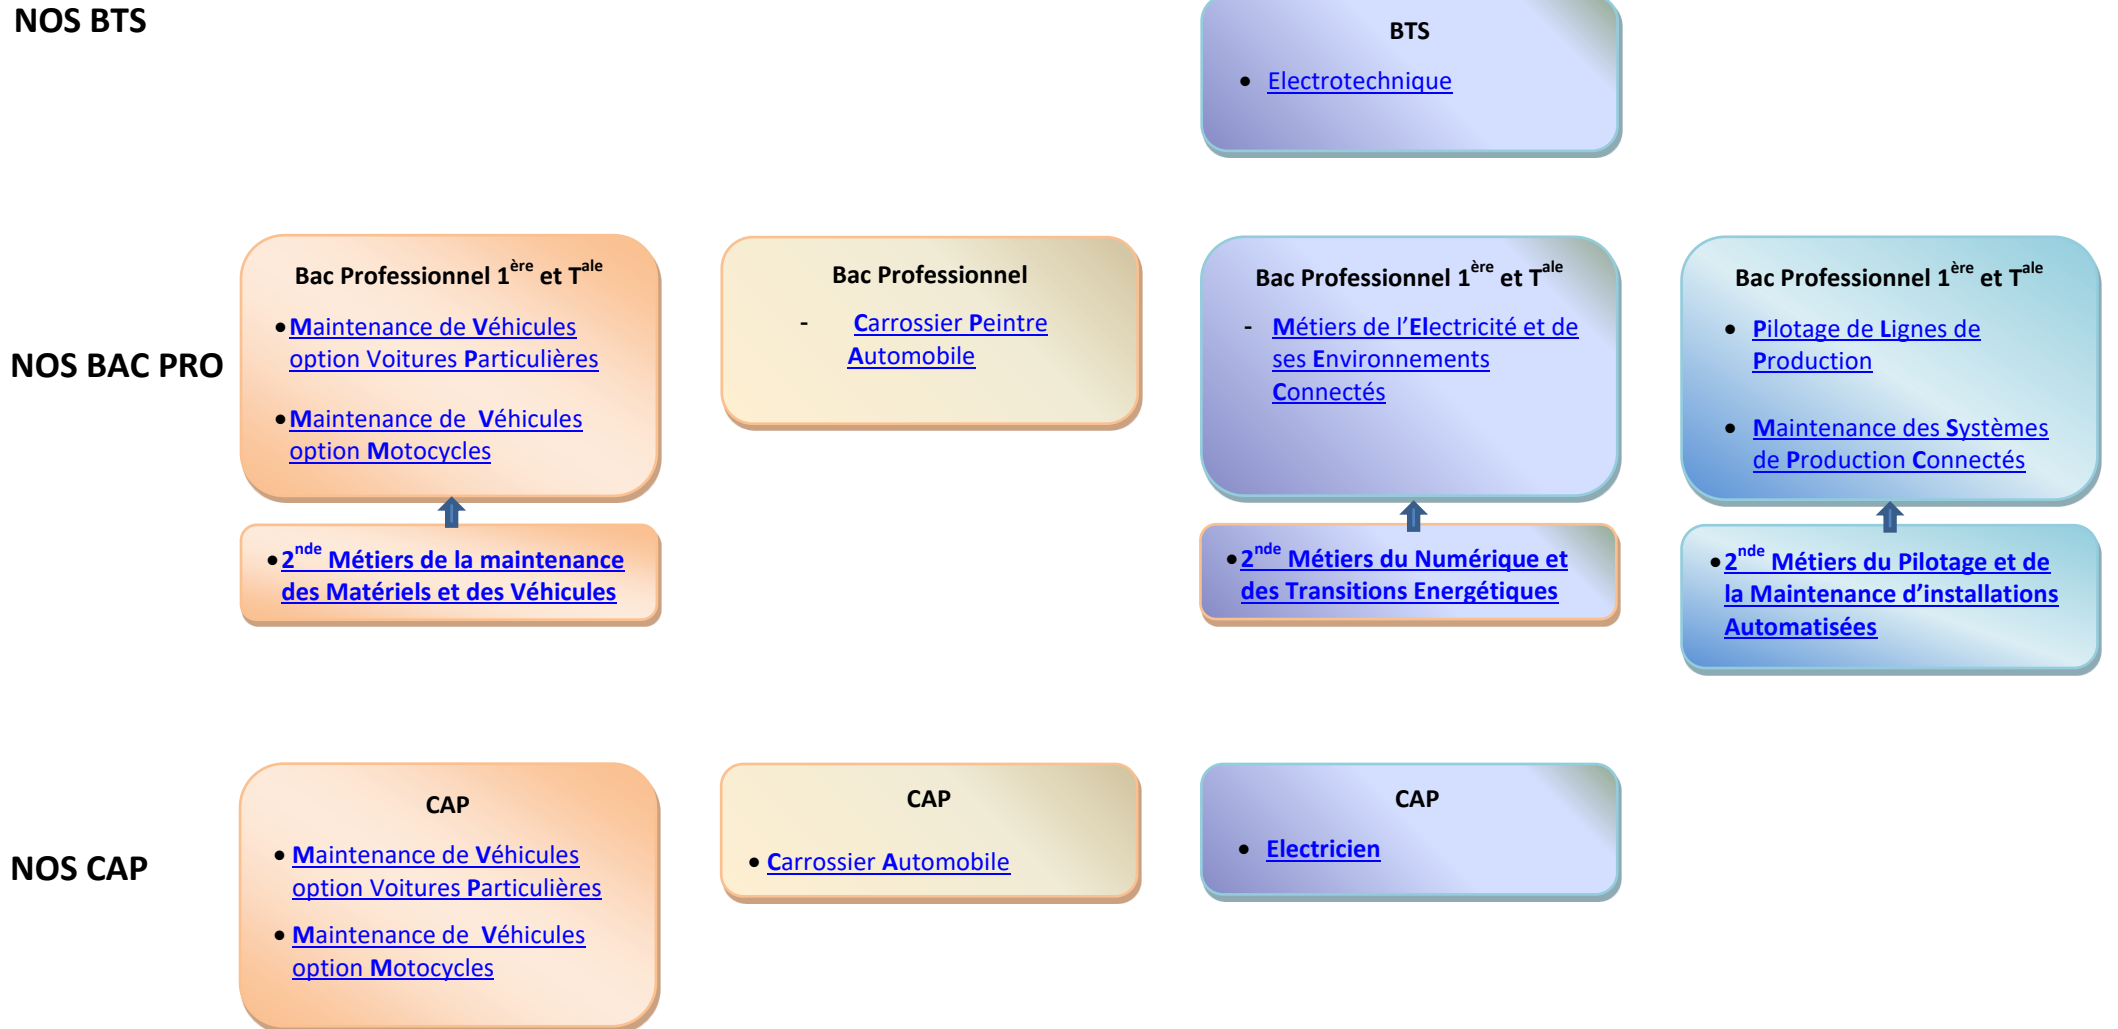 NOS BTS
BTS
• Electrotechnique
NOS BAC PRO
Bac Professionnel 1ère et Tale
• Maintenance de Véhicules
option Voitures Particulières
• Maintenance de Véhicules
option Motocycles
• 2nde Métiers de la maintenance
des Matériels et des Véhicules
Bac Professionnel
- Carrossier Peintre
Automobile
Bac Professionnel 1ère et Tale
- Métiers de l’Electricité et de
ses Environnements
Connectés
• 2nde Métiers du Numérique et
des Transitions Energétiques
Bac Professionnel 1ère et Tale
• Pilotage de Lignes de
Production
• Maintenance des Systèmes
de Production Connectés
• 2nde Métiers du Pilotage et de
la Maintenance d’installations
Automatisées
NOS CAP
CAP
• Maintenance de Véhicules
option Voitures Particulières
• Maintenance de Véhicules
option Motocycles
CAP
• Carrossier Automobile
CAP
• Electricien